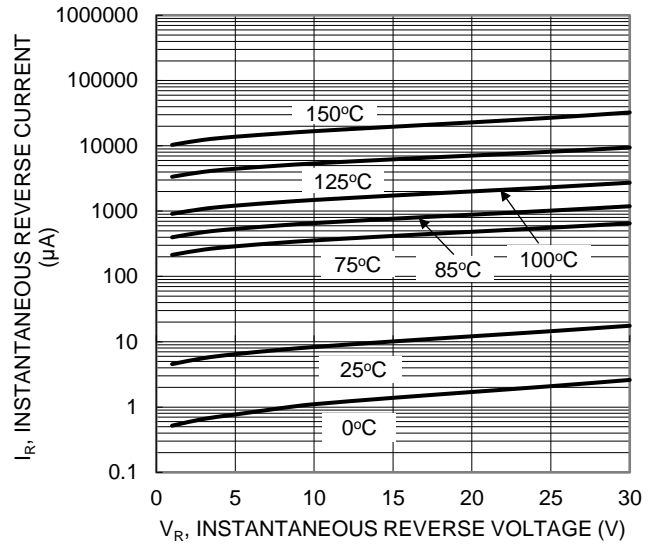 I_R, INSTANTANEOUS REVERSE CURRENT
(µA)
1000000
100000
10000
1000
100
10
1
0.1
150°C
125°C
100°C
85°C
75°C
25°C
0°C
0 5 10 15 20 25 30
V_R, INSTANTANEOUS REVERSE VOLTAGE (V)